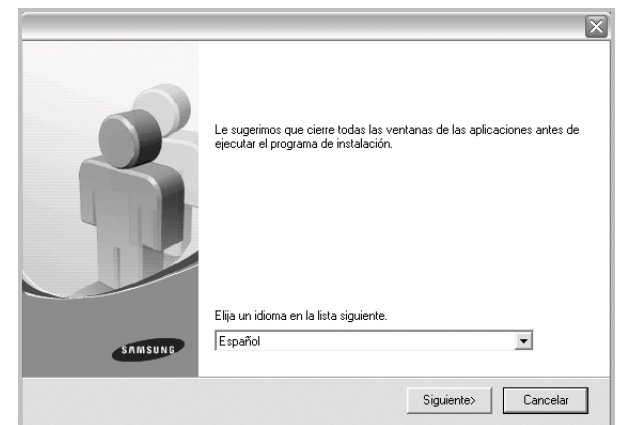 Le sugerimos que cierre todas las ventanas de las aplicaciones antes de
ejecutar el programa de instalación.
Elija un idioma en la lista siguiente.
Español
SAMSUNG
Siguiente>
Cancelar